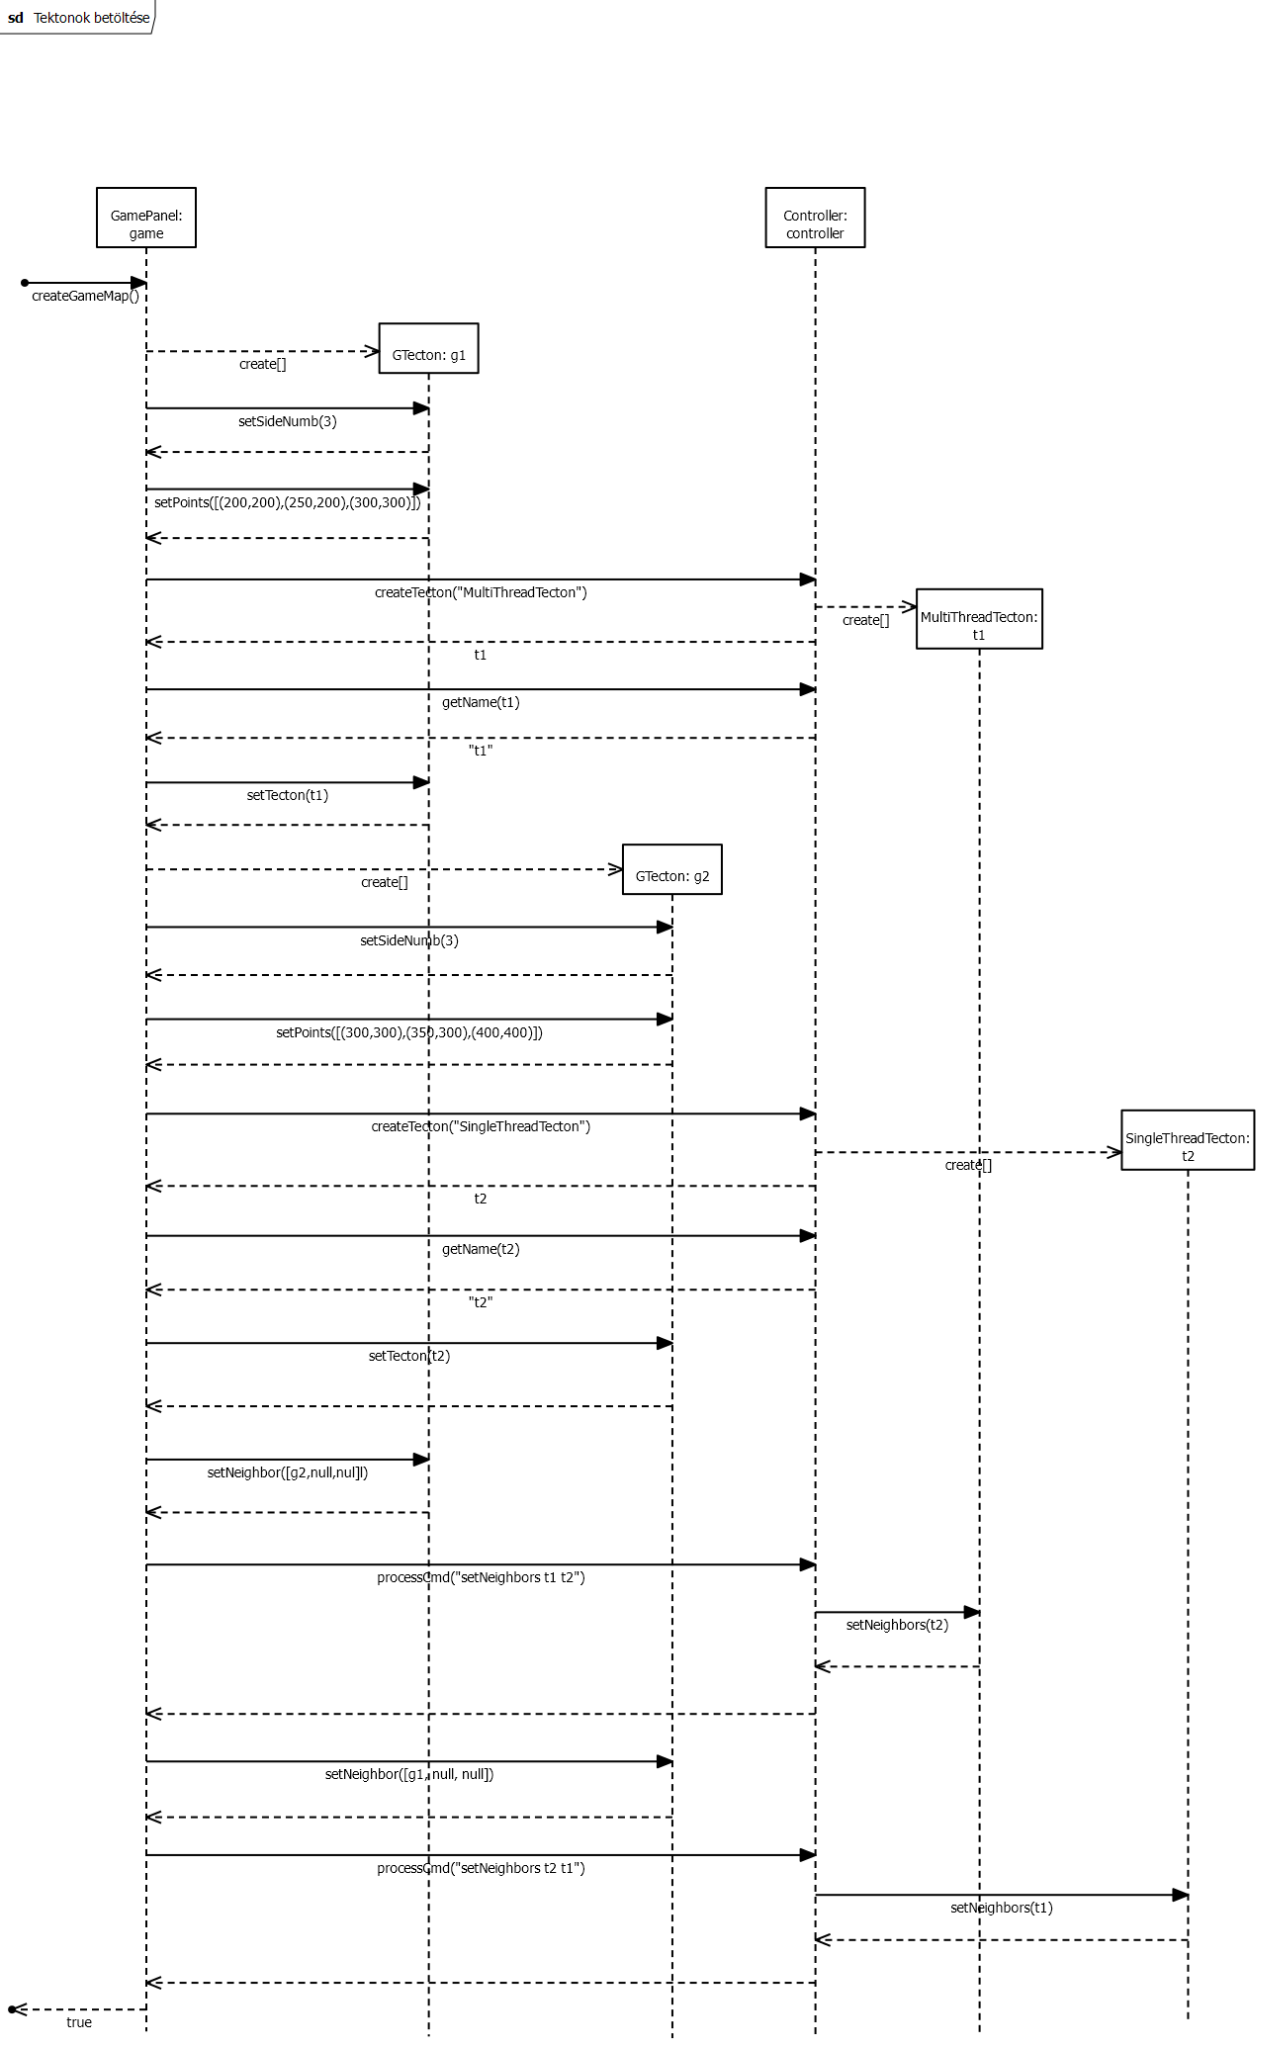 sd Tektonok betöltése
GamePanel:
game
Controller:
controller
createGameMap()
GTecton: g1
create[]
setSideNumb(3)
setPoints([(200,200),(250,200),(300,300)])
createTecton("MultiThreadTecton")
MultiThreadTecton:
t1
create[]
t1
getName(t1)
"t1"
setTecton(t1)
GTecton: g2
create[]
setSideNumb(3)
setPoints([(300,300),(350,300),(400,400)])
createTecton("SingleThreadTecton")
SingleThreadTecton:
t2
create[]
t2
getName(t2)
"t2"
setTecton(t2)
setNeighbor([g2,null,nul]l)
processCmd("setNeighbors t1 t2")
setNeighbors(t2)
setNeighbor([g1, null, null])
processCmd("setNeighbors t2 t1")
setNeighbors(t1)
true